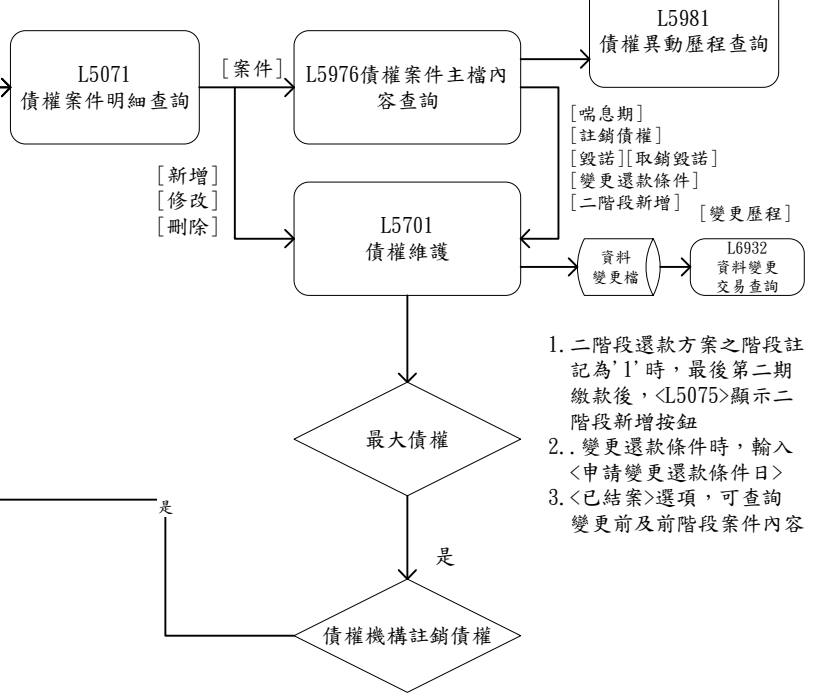 L5981
債權異動歷程查詢
L5071
債權案件明細查詢
[案件]
L5976債權案件主檔內
容查詢
[喘息期]
[註銷債權]
[毀諾][取銷毀諾]
[變更還款條件]
[二階段新增]
[新增]
[修改]
[刪除]
L5701
債權維護
[變更歷程]
資料
變更檔
L6932
資料變更
交易查詢
1.二階段還款方案之階段註
記為'1'時，最後第二期
繳款後，<L5075>顯示二
階段新增按鈕
2..變更還款條件時，輸入
<申請變更還款條件日>
3.<已結案>選項，可查詢
變更前及前階段案件內容
最大債權
是
是
債權機構註銷債權